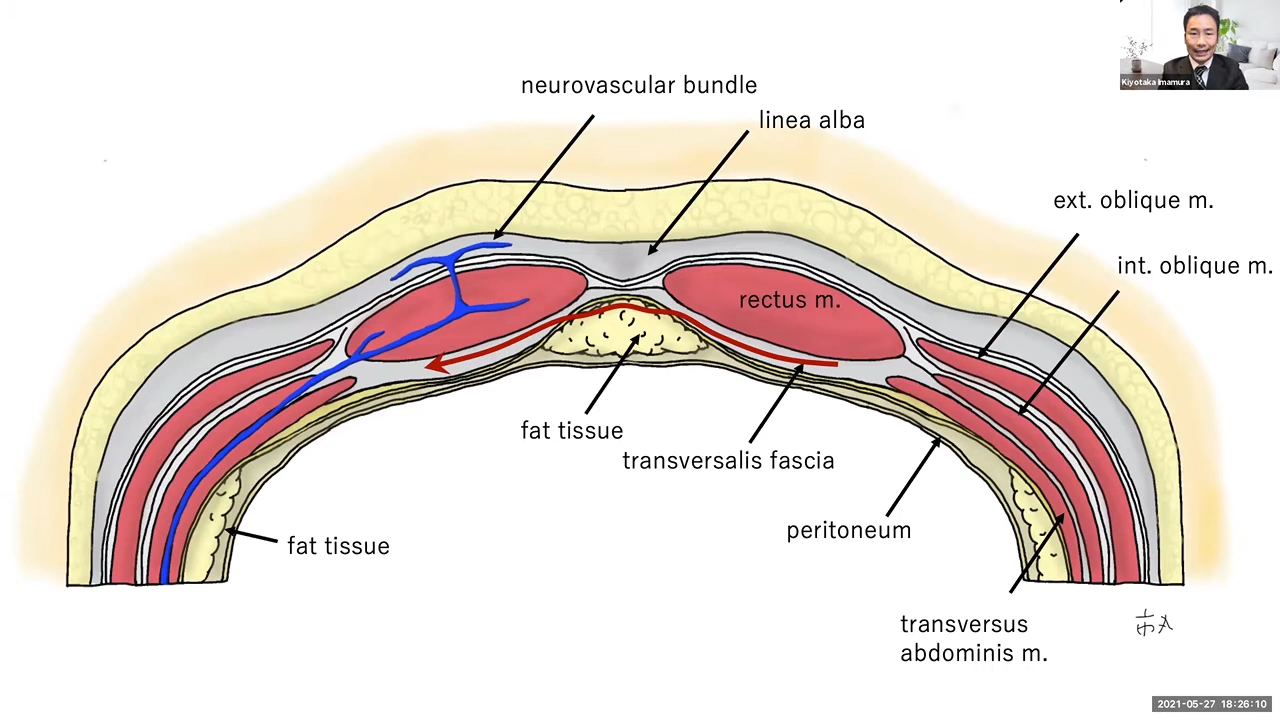 Kiyotaka Imamura
neurovascular bundle
linea alba
ext. oblique m.
int. oblique m.
rectus m.
fat tissue
transversalis fascia
peritoneum
fat tissue
transversus
abdominis m.
2021-05-27 18:26:10